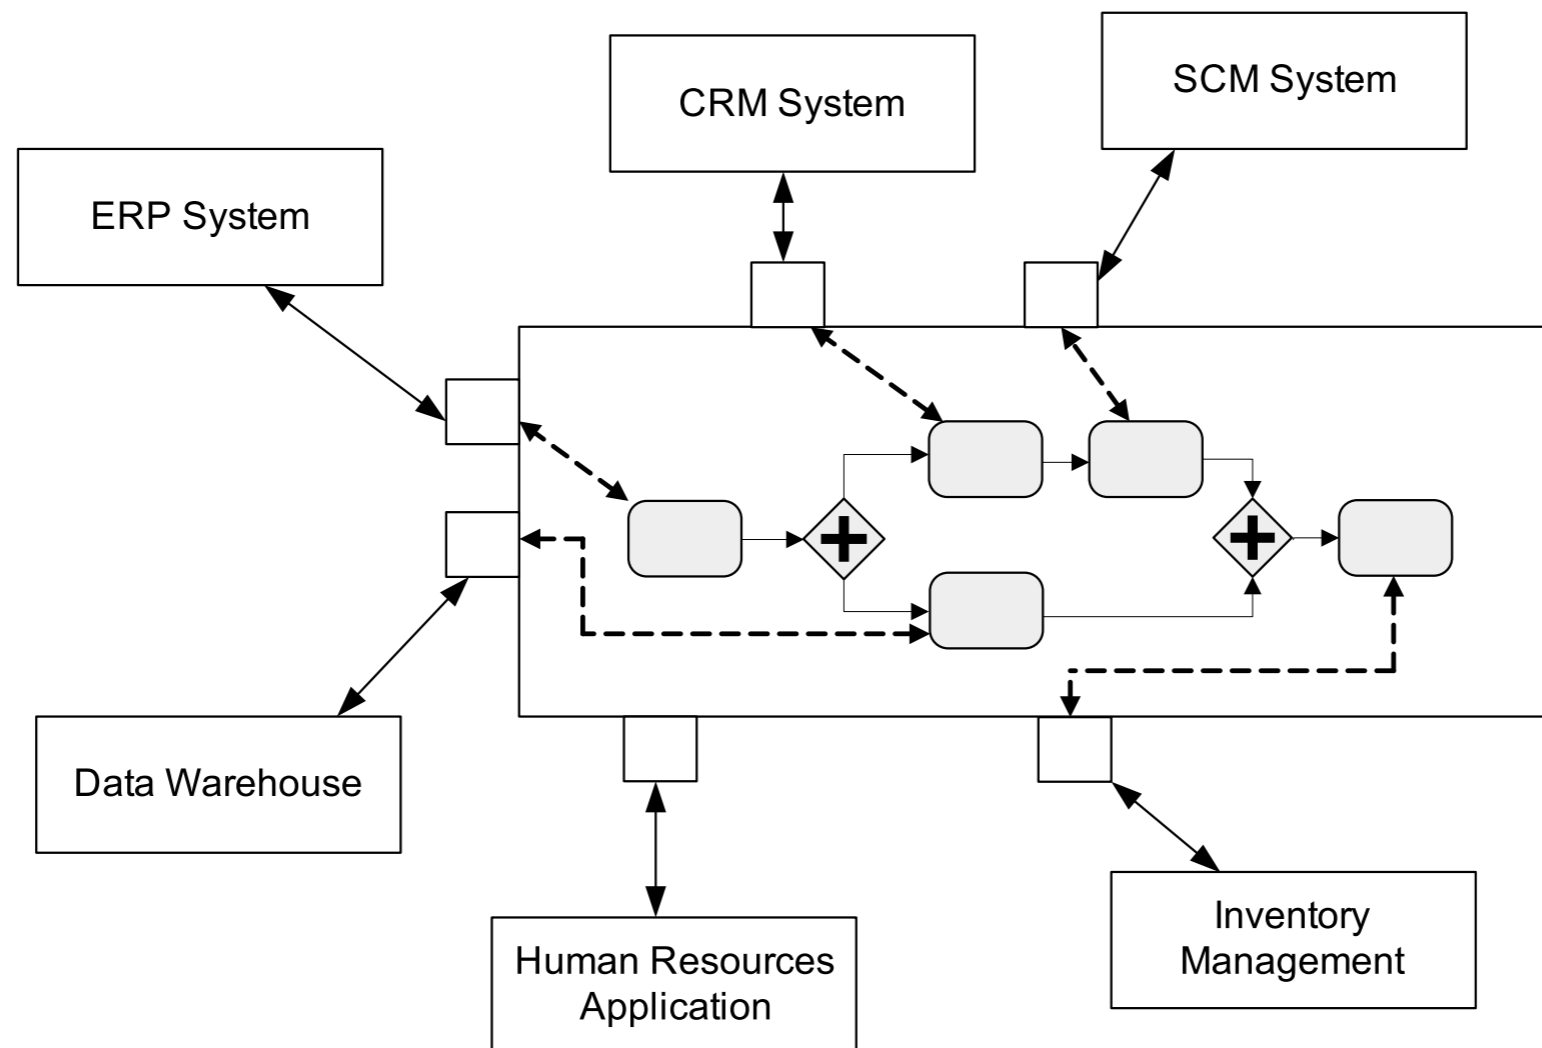 SCM System
CRM System
ERP System
Data Warehouse
Human Resources
Application
Inventory
Management